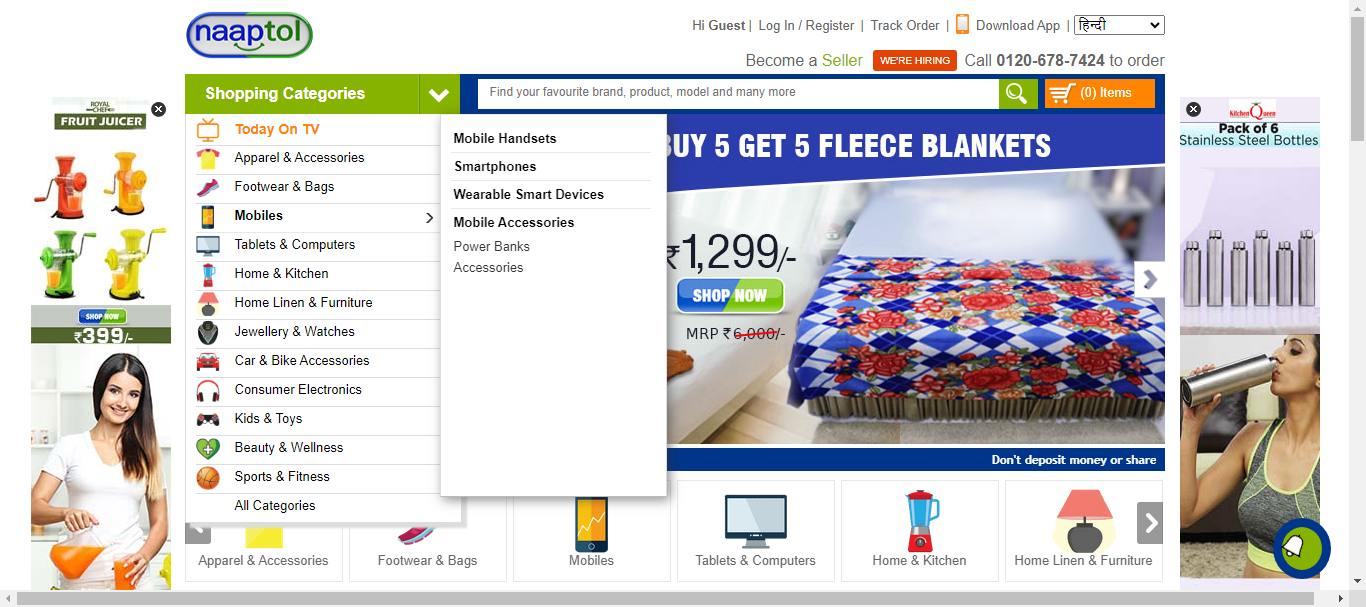 naaptol
Hi Guest | Log In / Register | Track Order | Download App | हिन्दी
Become a Seller WE'RE HIRING Call 0120-678-7424 to order
Shopping Categories
Find your favourite brand, product, model and many more
(0) Items
Today On TV
Apparel & Accessories
Footwear & Bags
Mobiles
Tablets & Computers
Home & Kitchen
Home Linen & Furniture
Jewellery & Watches
Car & Bike Accessories
Consumer Electronics
Kids & Toys
Beauty & Wellness
Sports & Fitness
All Categories
Mobile Handsets
Smartphones
Wearable Smart Devices
Mobile Accessories
Power Banks
Accessories
BUY 5 GET 5 FLEECE BLANKETS
₹1,299/-
SHOP NOW
MRP ₹6,000/-
Don't deposit money or share
Apparel & Accessories
Footwear & Bags
Mobiles
Tablets & Computers
Home & Kitchen
Home Linen & Furniture
ROYAL
CHEF
FRUIT JUICER
SHOP NOW
₹399/-
Kitchen Queen
Pack of 6
Stainless Steel Bottles